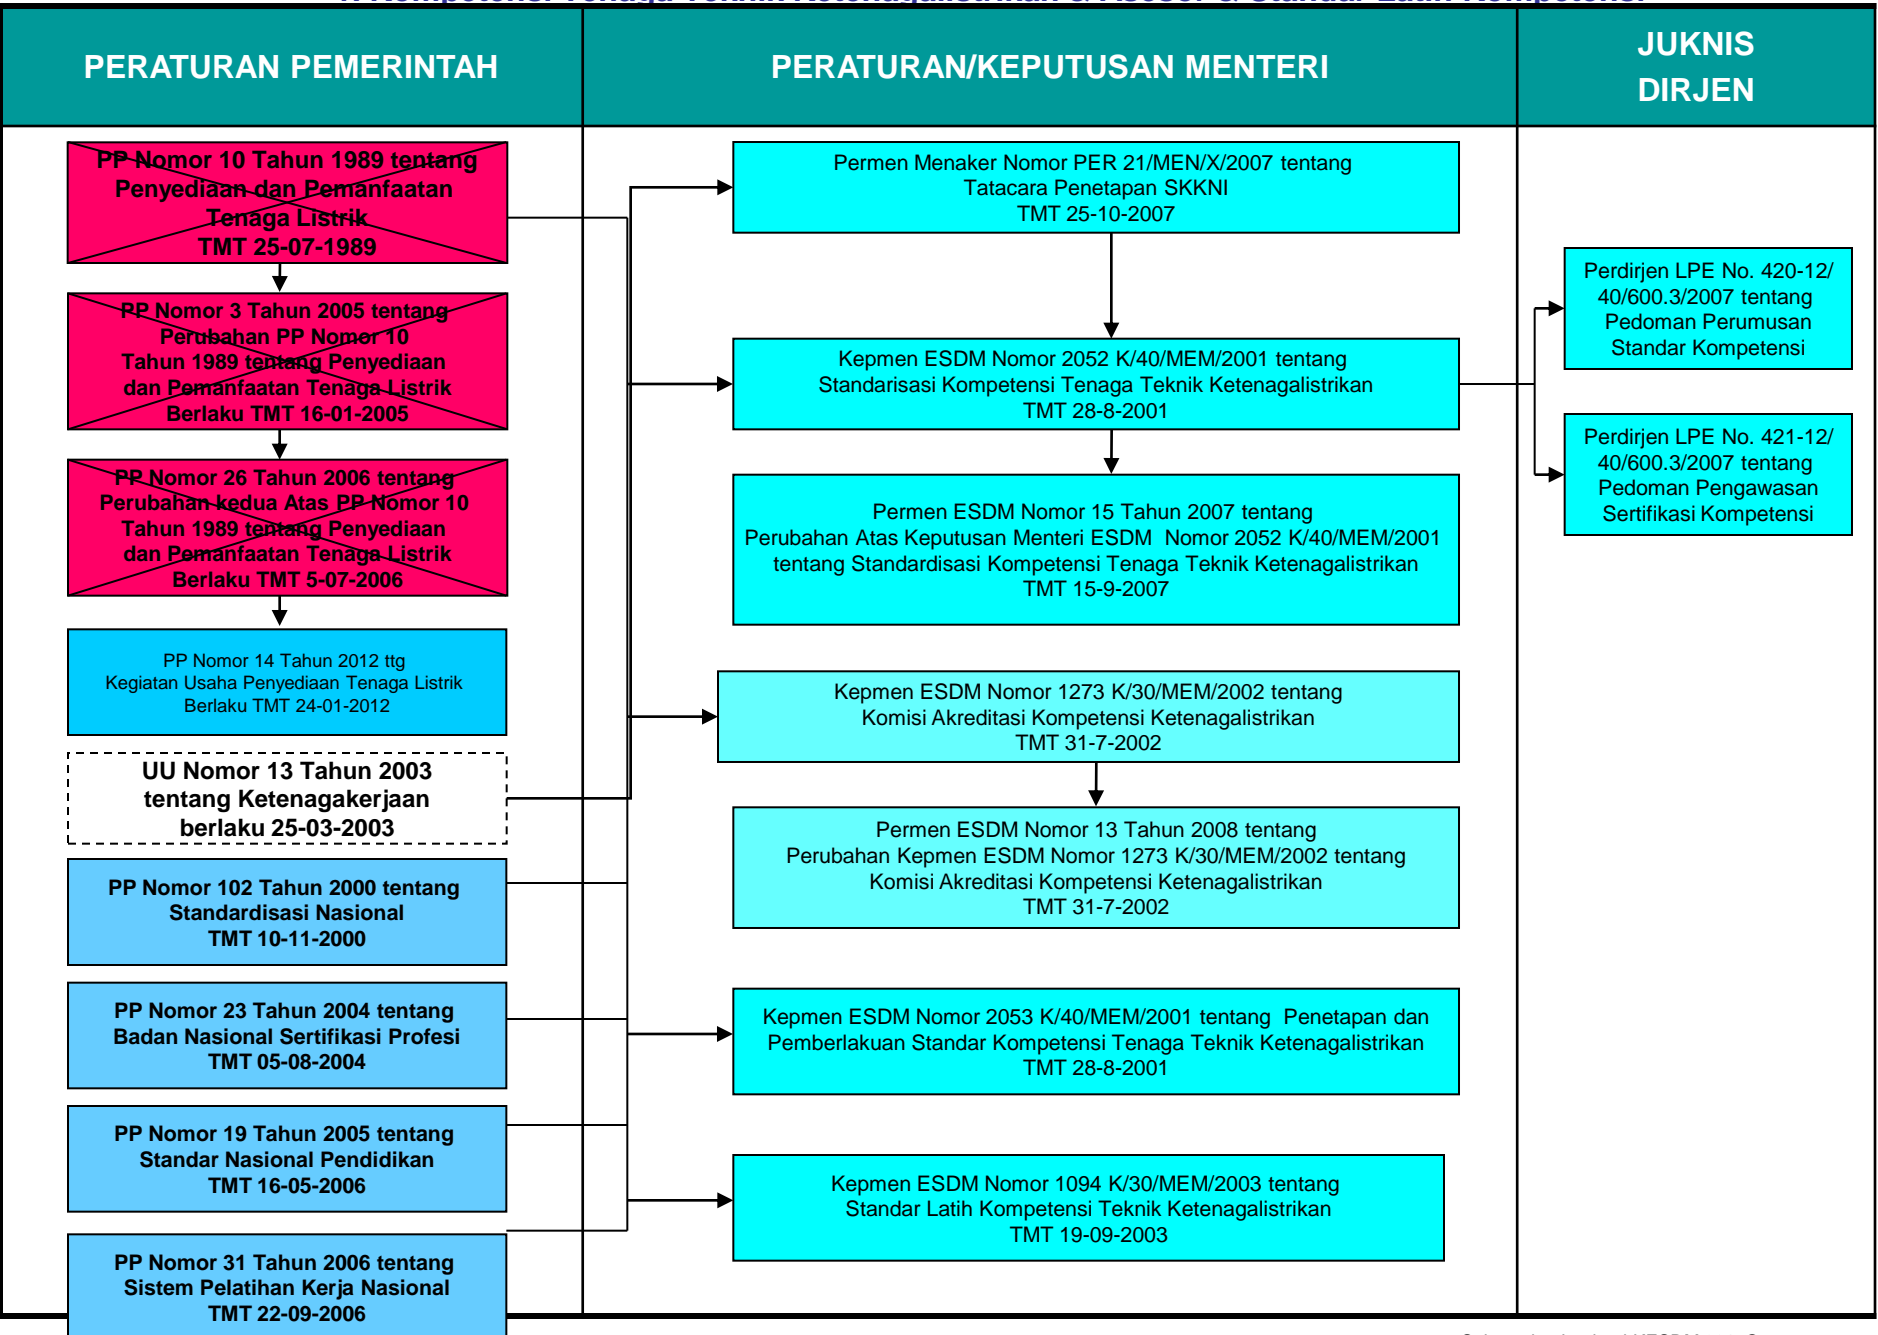 PERATURAN PEMERINTAH
PERATURAN/KEPUTUSAN MENTERI
JUKNIS
DIRJEN
PP Nomor 10 Tahun 1989 tentang
Penyediaan dan Pemanfaatan
Tenaga Listrik
TMT 25-07-1989
PP Nomor 3 Tahun 2005 tentang
Perubahan PP Nomor 10
Tahun 1989 tentang Penyediaan
dan Pemanfaatan Tenaga Listrik
Berlaku TMT 16-01-2005
PP Nomor 26 Tahun 2006 tentang
Perubahan kedua Atas PP Nomor 10
Tahun 1989 tentang Penyediaan
dan Pemanfaatan Tenaga Listrik
Berlaku TMT 5-07-2006
PP Nomor 14 Tahun 2012 ttg
Kegiatan Usaha Penyediaan Tenaga Listrik
Berlaku TMT 24-01-2012
UU Nomor 13 Tahun 2003
tentang Ketenagakerjaan
berlaku 25-03-2003
PP Nomor 102 Tahun 2000 tentang
Standardisasi Nasional
TMT 10-11-2000
PP Nomor 23 Tahun 2004 tentang
Badan Nasional Sertifikasi Profesi
TMT 05-08-2004
PP Nomor 19 Tahun 2005 tentang
Standar Nasional Pendidikan
TMT 16-05-2006
PP Nomor 31 Tahun 2006 tentang
Sistem Pelatihan Kerja Nasional
TMT 22-09-2006
Permen Menaker Nomor PER 21/MEN/X/2007 tentang
Tatacara Penetapan SKKNI
TMT 25-10-2007
Kepmen ESDM Nomor 2052 K/40/MEM/2001 tentang
Standarisasi Kompetensi Tenaga Teknik Ketenagalistrikan
TMT 28-8-2001
Permen ESDM Nomor 15 Tahun 2007 tentang
Perubahan Atas Keputusan Menteri ESDM Nomor 2052 K/40/MEM/2001
tentang Standardisasi Kompetensi Tenaga Teknik Ketenagalistrikan
TMT 15-9-2007
Kepmen ESDM Nomor 1273 K/30/MEM/2002 tentang
Komisi Akreditasi Kompetensi Ketenagalistrikan
TMT 31-7-2002
Permen ESDM Nomor 13 Tahun 2008 tentang
Perubahan Kepmen ESDM Nomor 1273 K/30/MEM/2002 tentang
Komisi Akreditasi Kompetensi Ketenagalistrikan
TMT 31-7-2002
Kepmen ESDM Nomor 2053 K/40/MEM/2001 tentang Penetapan dan
Pemberlakuan Standar Kompetensi Tenaga Teknik Ketenagalistrikan
TMT 28-8-2001
Kepmen ESDM Nomor 1094 K/30/MEM/2003 tentang
Standar Latih Kompetensi Teknik Ketenagalistrikan
TMT 19-09-2003
Perdirjen LPE No. 420-12/
40/600.3/2007 tentang
Pedoman Perumusan
Standar Kompetensi
Perdirjen LPE No. 421-12/
40/600.3/2007 tentang
Pedoman Pengawasan
Sertifikasi Kompetensi